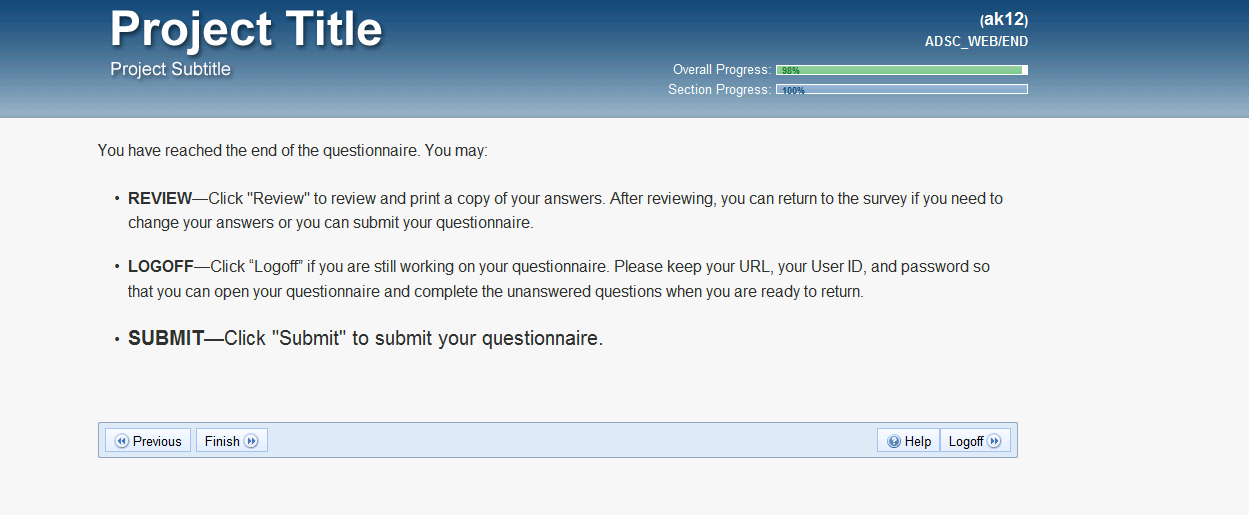 Project Title
Project Subtitle
(ak12)
ADSC_WEB/END
Overall Progress: 98%
Section Progress: 100%
You have reached the end of the questionnaire. You may:
• REVIEW—Click "Review" to review and print a copy of your answers. After reviewing, you can return to the survey if you need to
change your answers or you can submit your questionnaire.
• LOGOFF—Click “Logoff” if you are still working on your questionnaire. Please keep your URL, your User ID, and password so
that you can open your questionnaire and complete the unanswered questions when you are ready to return.
• SUBMIT—Click "Submit" to submit your questionnaire.
Previous Finish Help Logoff